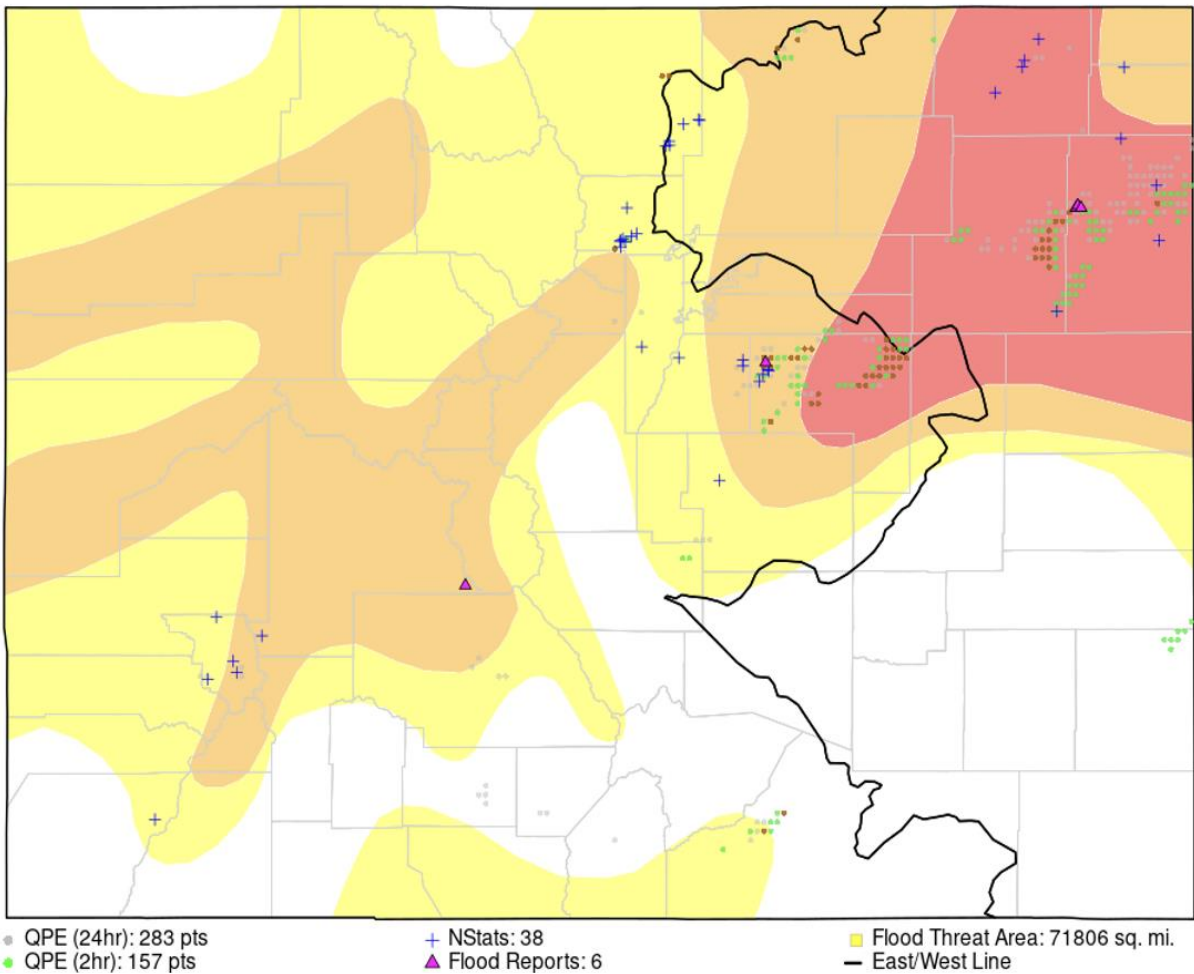 QPE (24hr): 283 pts
NStats: 38
Flood Threat Area: 71806 sq. mi.
QPE (2hr): 157 pts
Flood Reports: 6
East/West Line